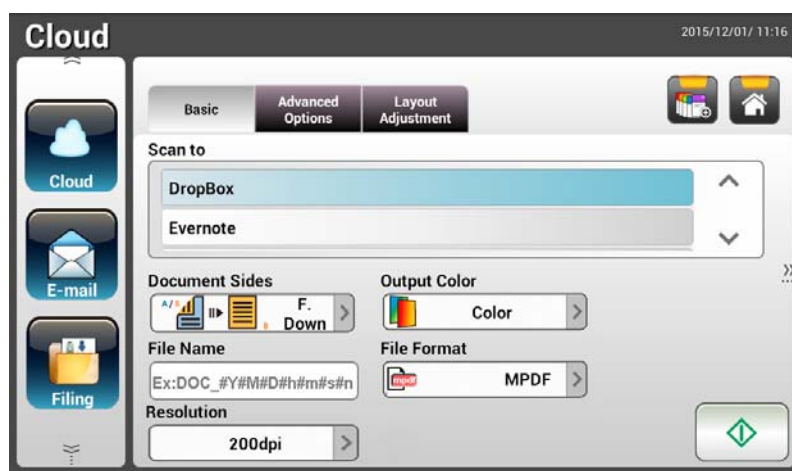 Cloud
2015/12/01/ 11:16
Basic
Advanced
Options
Layout
Adjustment
Scan to
Cloud
DropBox
Evernote
E-mail
Document Sides
Output Color
A/B
F.
Down
Color
File Name
File Format
Filing
Ex:DOC_#Y#M#D#h#m#s#n
mpdf
MPDF
Resolution
200dpi